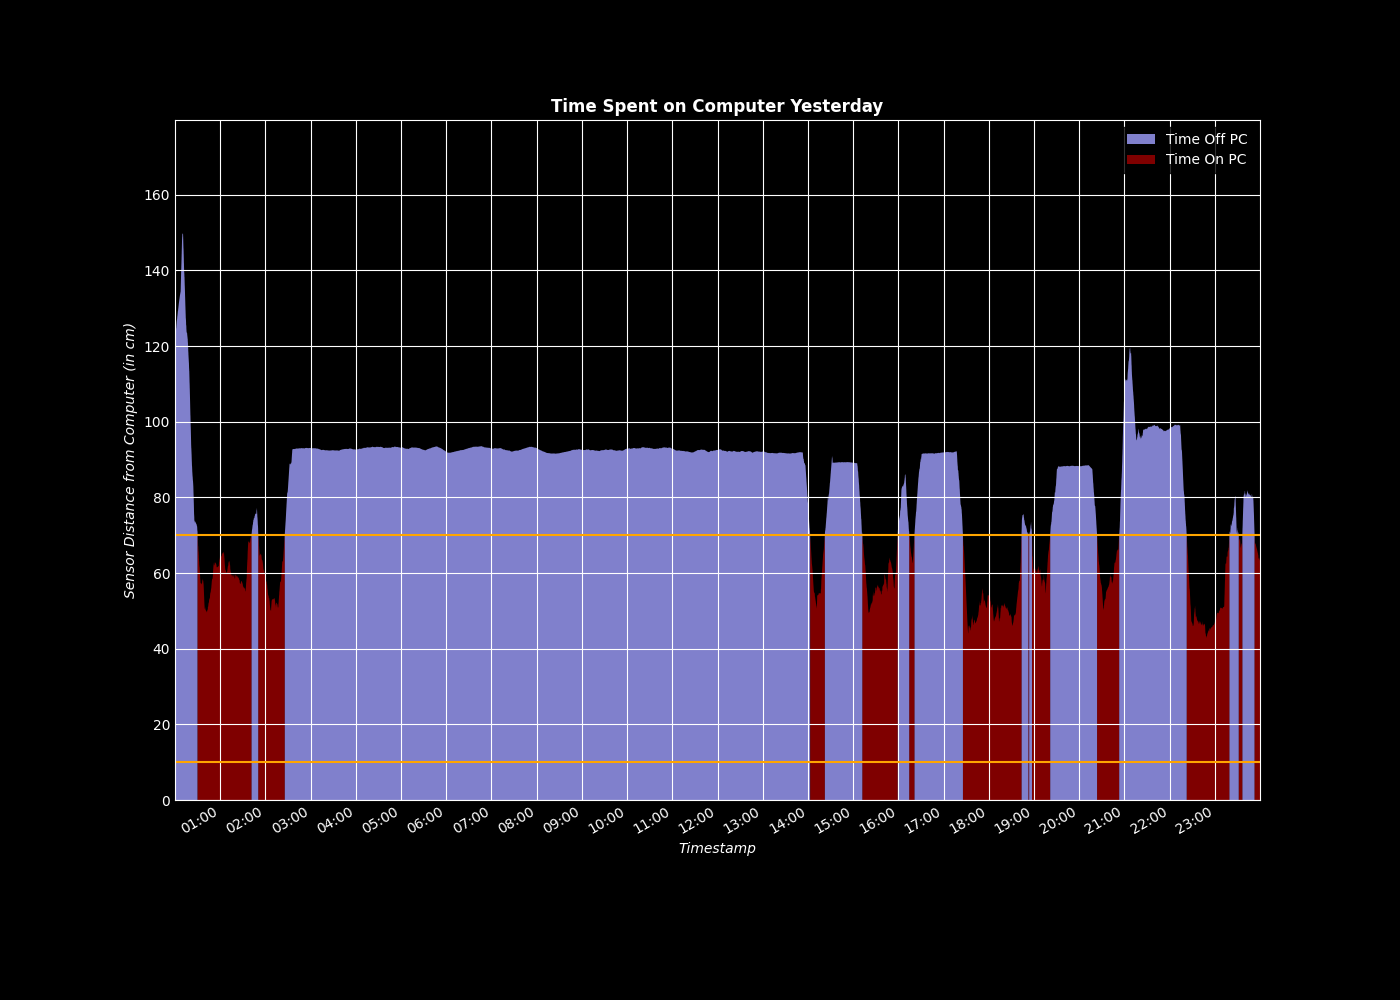 Time Spent on Computer Yesterday
Time Off PC
Time On PC
160
140
120
100
80
60
40
20
0
Sensor Distance from Computer (in cm)
01:00 02:00 03:00 04:00 05:00 06:00 07:00 08:00 09:00 10:00 11:00 12:00 13:00 14:00 15:00 16:00 17:00 18:00 19:00 20:00 21:00 22:00 23:00
Timestamp